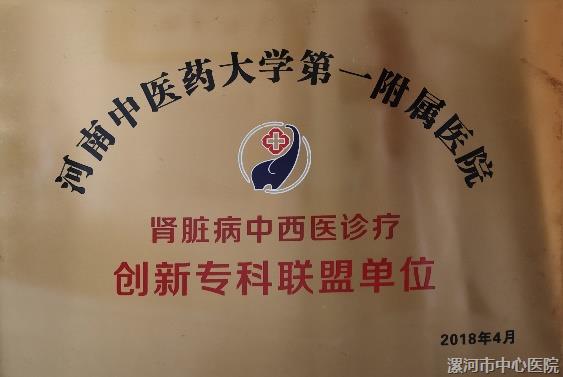 河南中医药大学第一附属医院
肾脏病中西医诊疗
创新专科联盟单位
2018年4月
漯河市中心医院